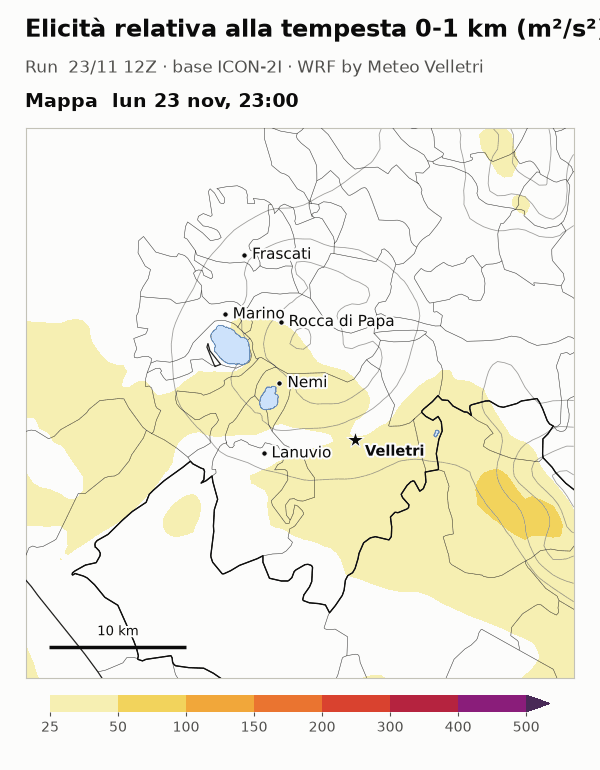 Elicità relativa alla tempesta 0-1 km (m²/s²)
Run  23/11 12Z · base ICON-2I · WRF by Meteo Velletri
Mappa  lun 23 nov, 23:00
Frascati
Marino
Rocca di Papa
Nemi
Velletri
Lanuvio
10 km
25 50 100 150 200 300 400 500